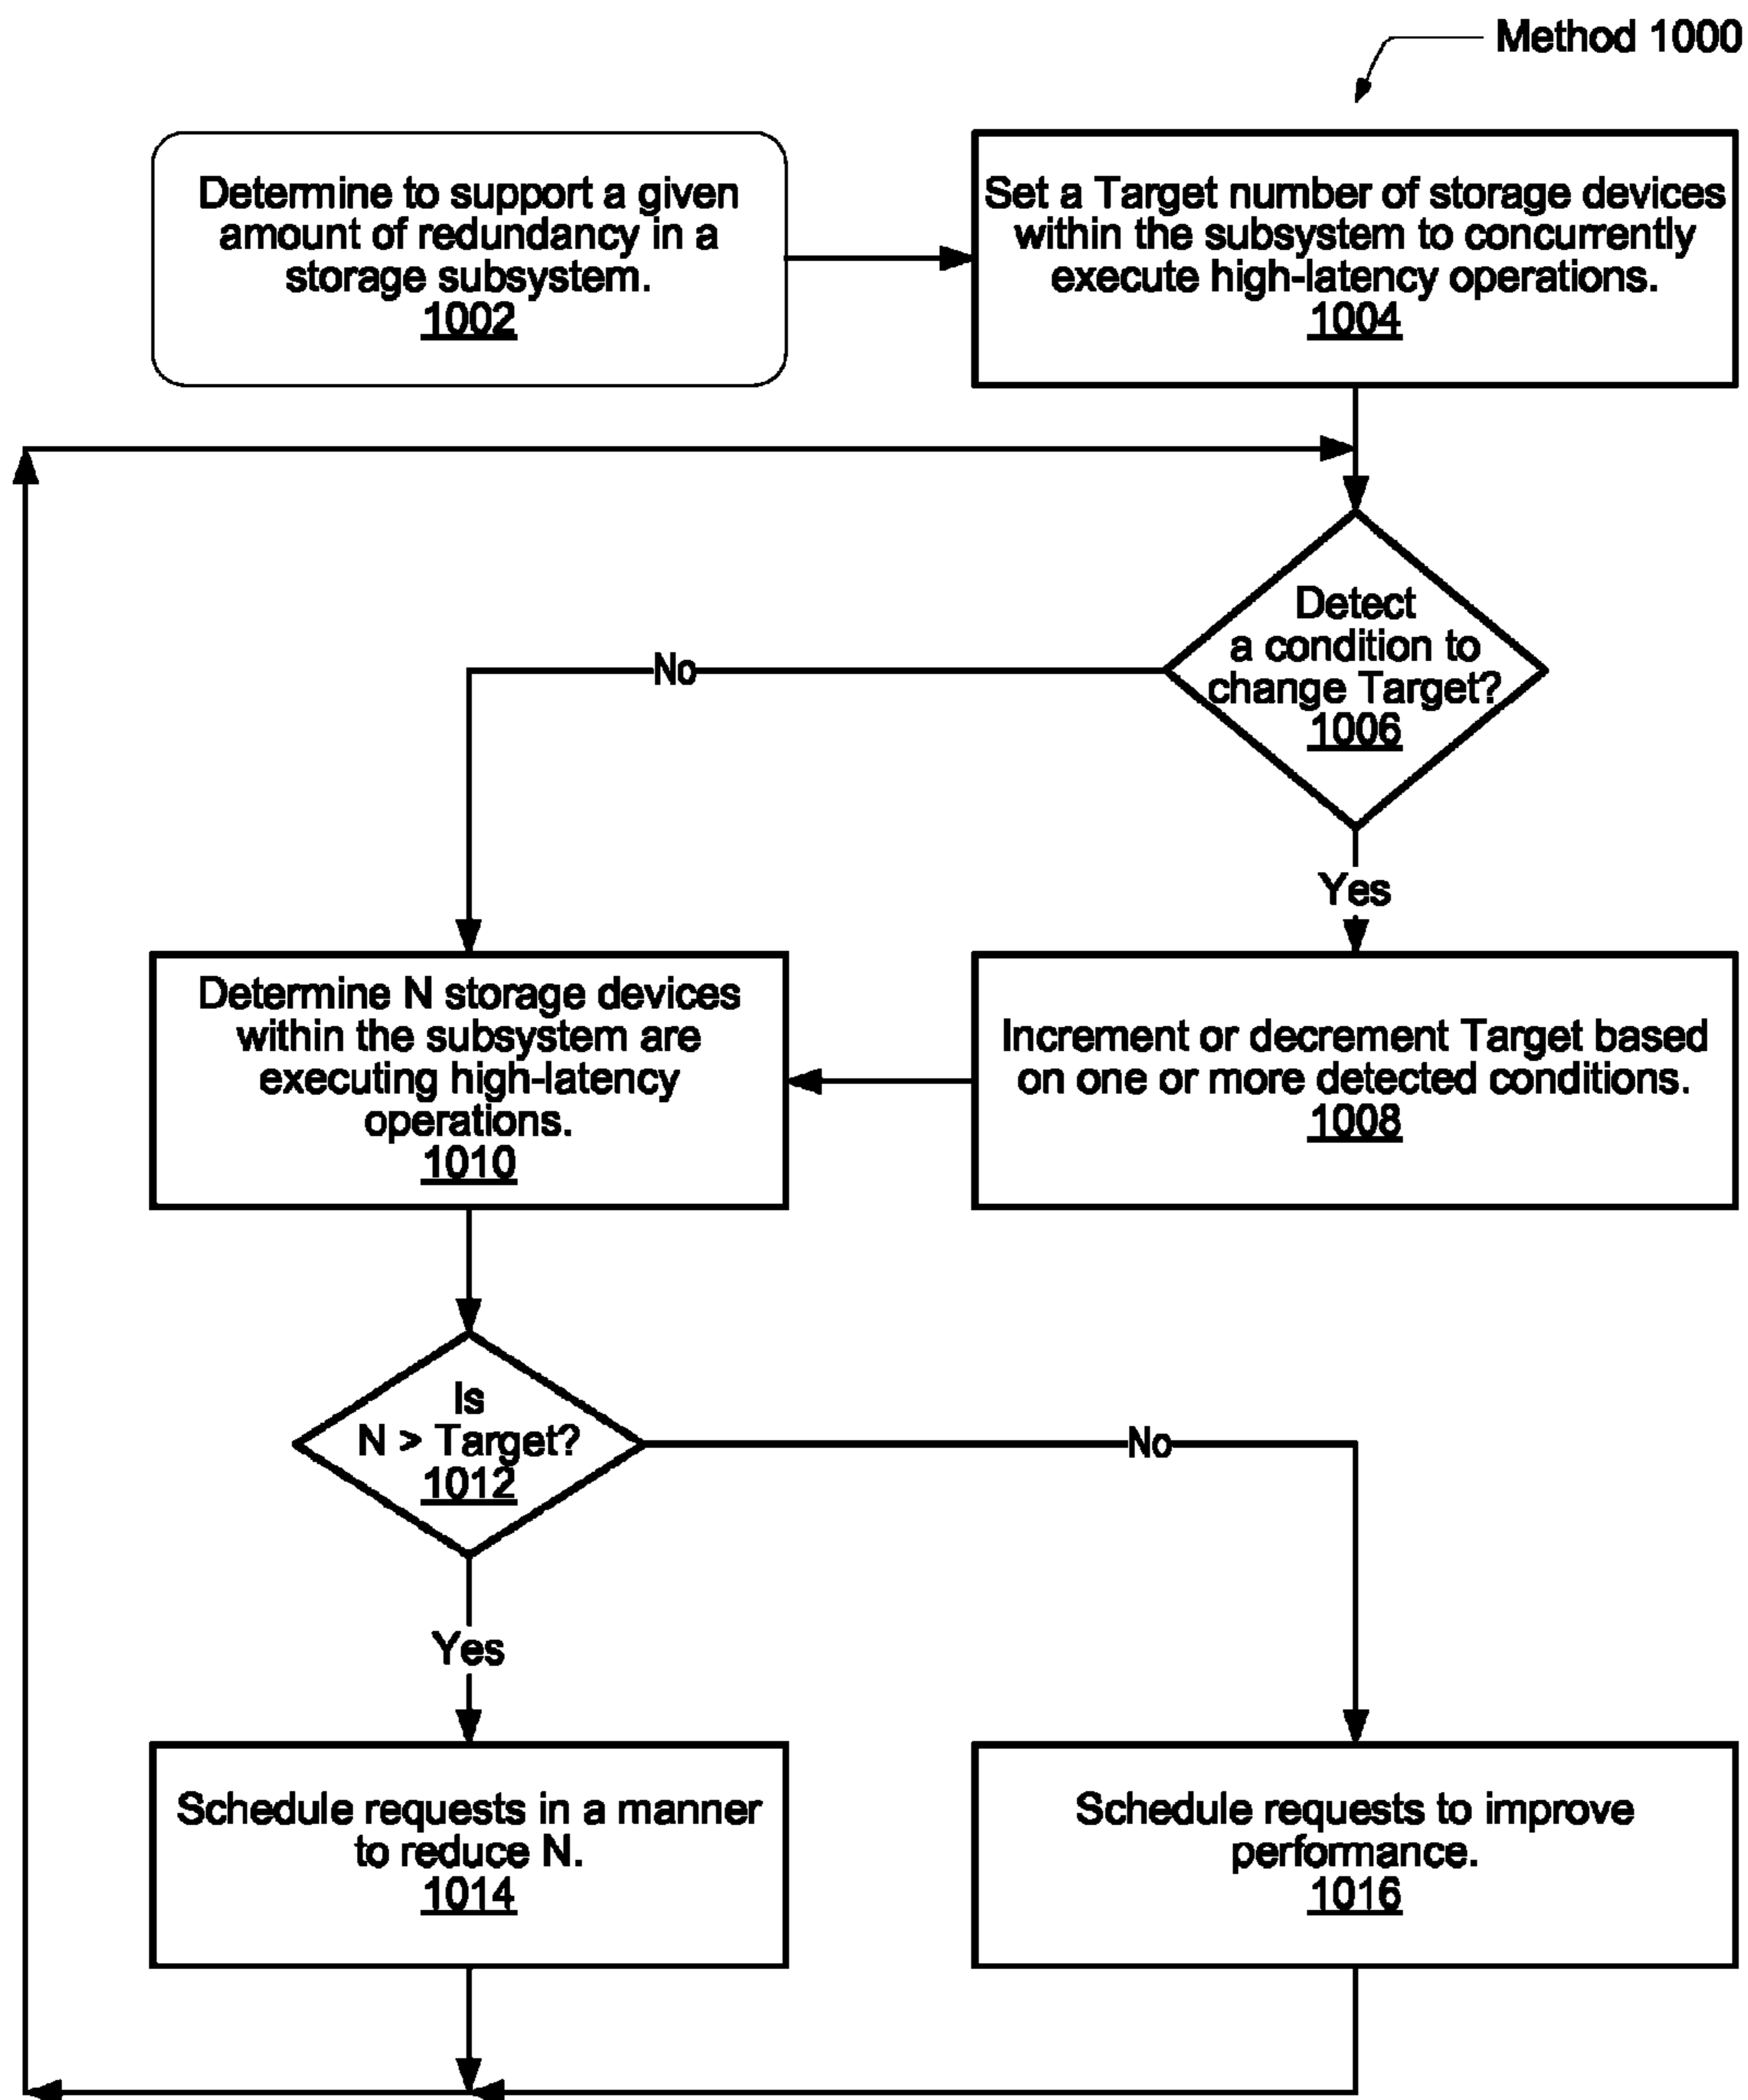 Method 1000
Determine to support a given
amount of redundancy in a
storage subsystem.
1002
Set a Target number of storage devices
within the subsystem to concurrently
execute high-latency operations.
1004
Detect
a condition to
change Target?
1006
No
Yes
Determine N storage devices
within the subsystem are
executing high-latency
operations.
1010
Increment or decrement Target based
on one or more detected conditions.
1008
Is
N > Target?
1012
No
Yes
Schedule requests in a manner
to reduce N.
1014
Schedule requests to improve
performance.
1016